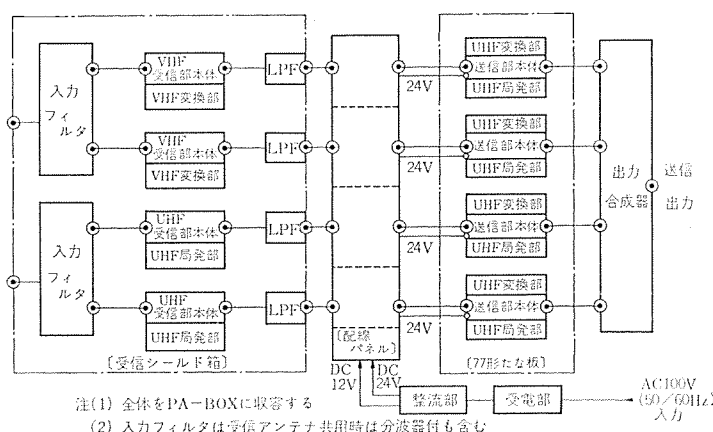 入力
フィ
ルタ
VHF
受信部本体
VHF変換部
LPF
VHF
受信部本体
VHF変換部
LPF
入力
フィ
ルタ
UHF
受信部本体
UHF局発部
LPF
UHF
受信部本体
UHF局発部
LPF
〔受信シールド箱〕
〔配線
パネル〕
24V
UHF変換部
送信部本体
UHF局発部
24V
UHF変換部
送信部本体
UHF局発部
24V
UHF変換部
送信部本体
UHF局発部
24V
UHF変換部
送信部本体
UHF局発部
〔77形たな板〕
出力
合成器
送信
出力
DC
12V
DC
24V
整流部
受電部
AC100V
(50/60Hz)
入力
注(1) 全体をPA-BOXに収容する
(2) 入力フィルタは受信アンテナ共用時は分波器付も含む